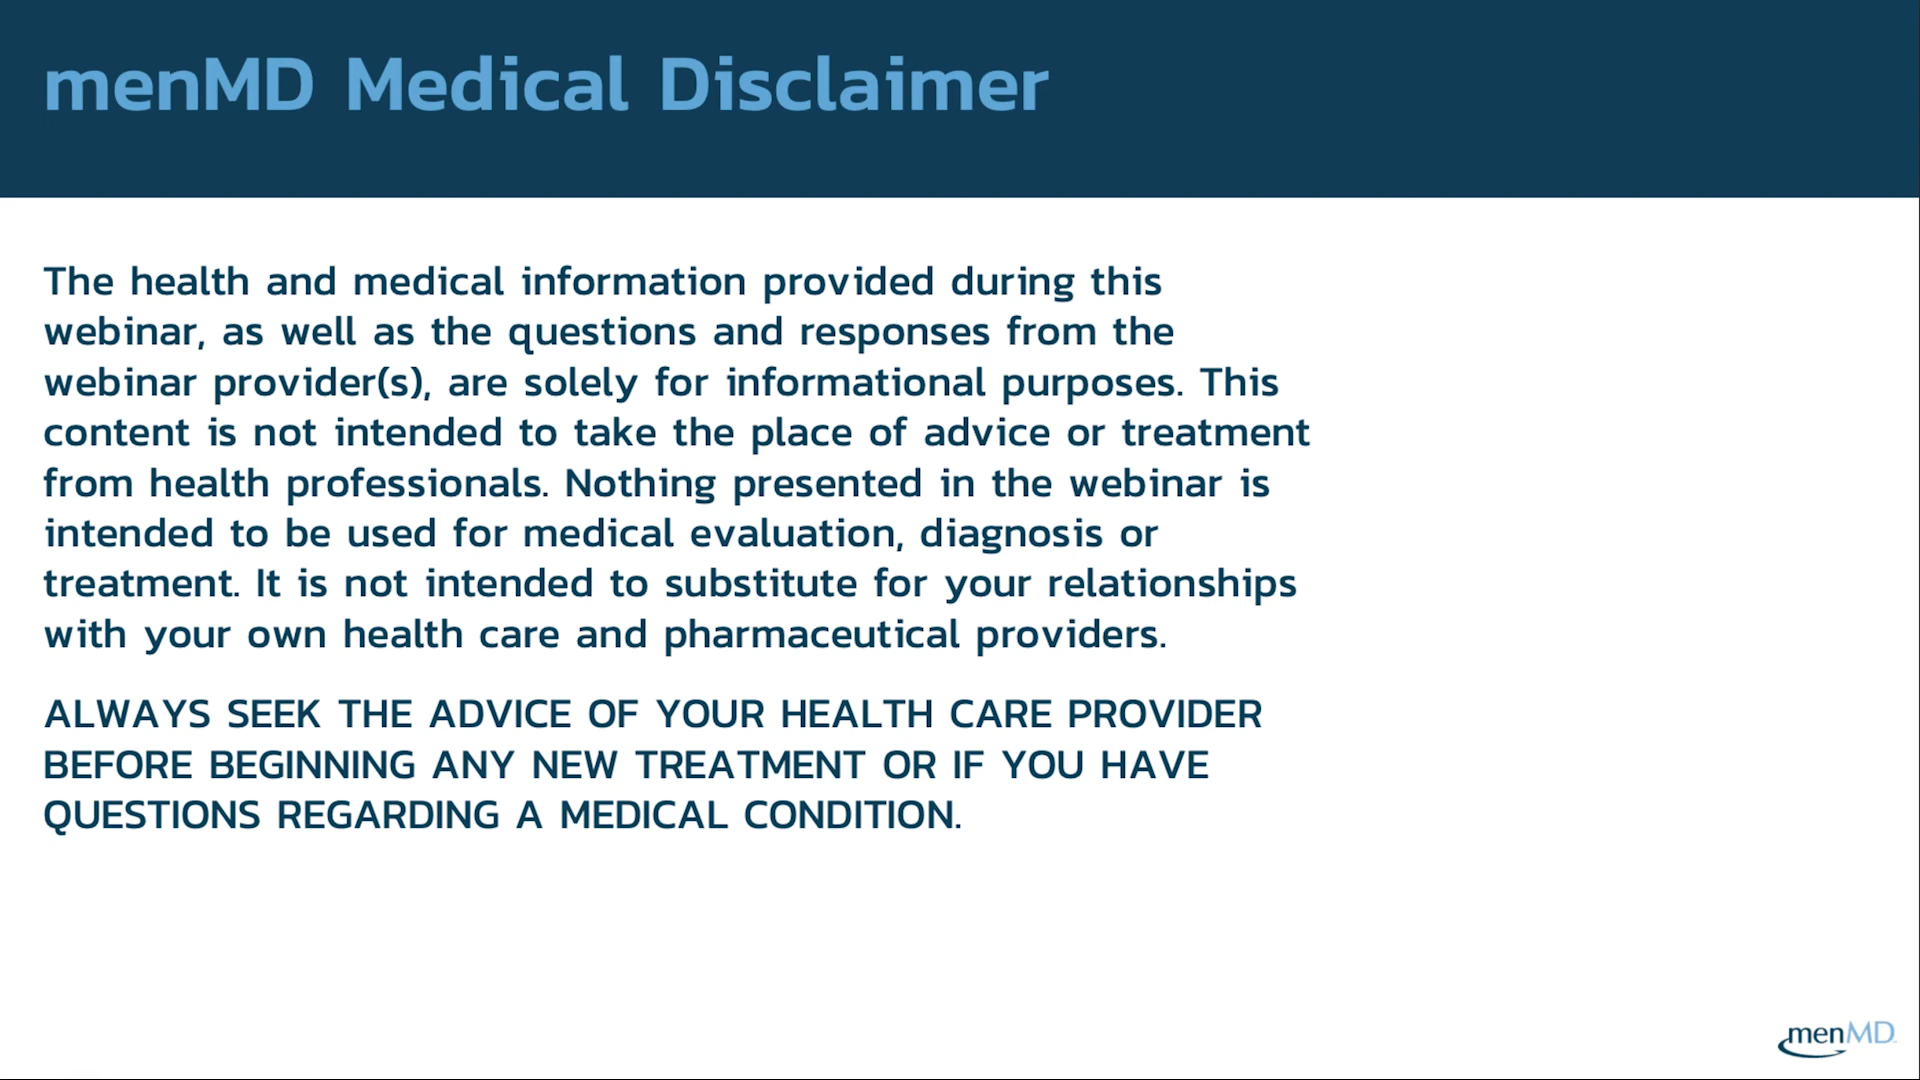 menMD Medical Disclaimer
The health and medical information provided during this
webinar, as well as the questions and responses from the
webinar provider(s), are solely for informational purposes. This
content is not intended to take the place of advice or treatment
from health professionals. Nothing presented in the webinar is
intended to be used for medical evaluation, diagnosis or
treatment. It is not intended to substitute for your relationships
with your own health care and pharmaceutical providers.
ALWAYS SEEK THE ADVICE OF YOUR HEALTH CARE PROVIDER
BEFORE BEGINNING ANY NEW TREATMENT OR IF YOU HAVE
QUESTIONS REGARDING A MEDICAL CONDITION.
menMD